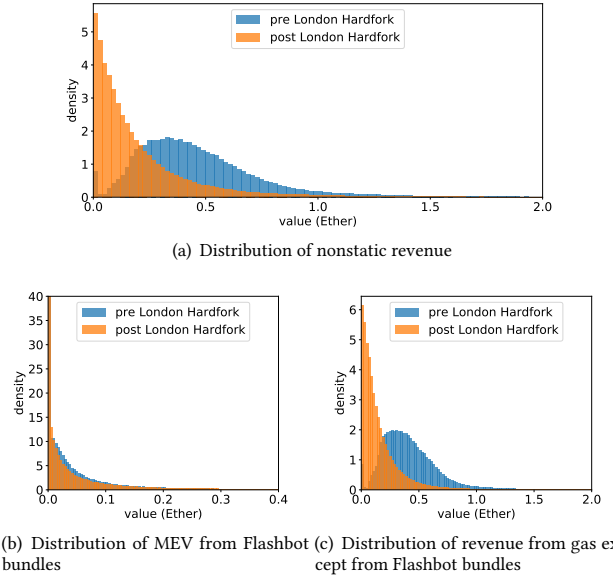 pre London Hardfork
post London Hardfork
density
0
1
2
3
4
5
0.0
0.5
1.0
1.5
2.0
value (Ether)
(a) Distribution of nonstatic revenue
pre London Hardfork
post London Hardfork
density
0
5
10
15
20
25
30
35
40
0.0
0.1
0.2
0.3
0.4
value (Ether)
(b) Distribution of MEV from Flashbot
bundles
pre London Hardfork
post London Hardfork
density
0
1
2
3
4
5
6
0.0
0.5
1.0
1.5
2.0
value (Ether)
(c) Distribution of revenue from gas ex
cept from Flashbot bundles